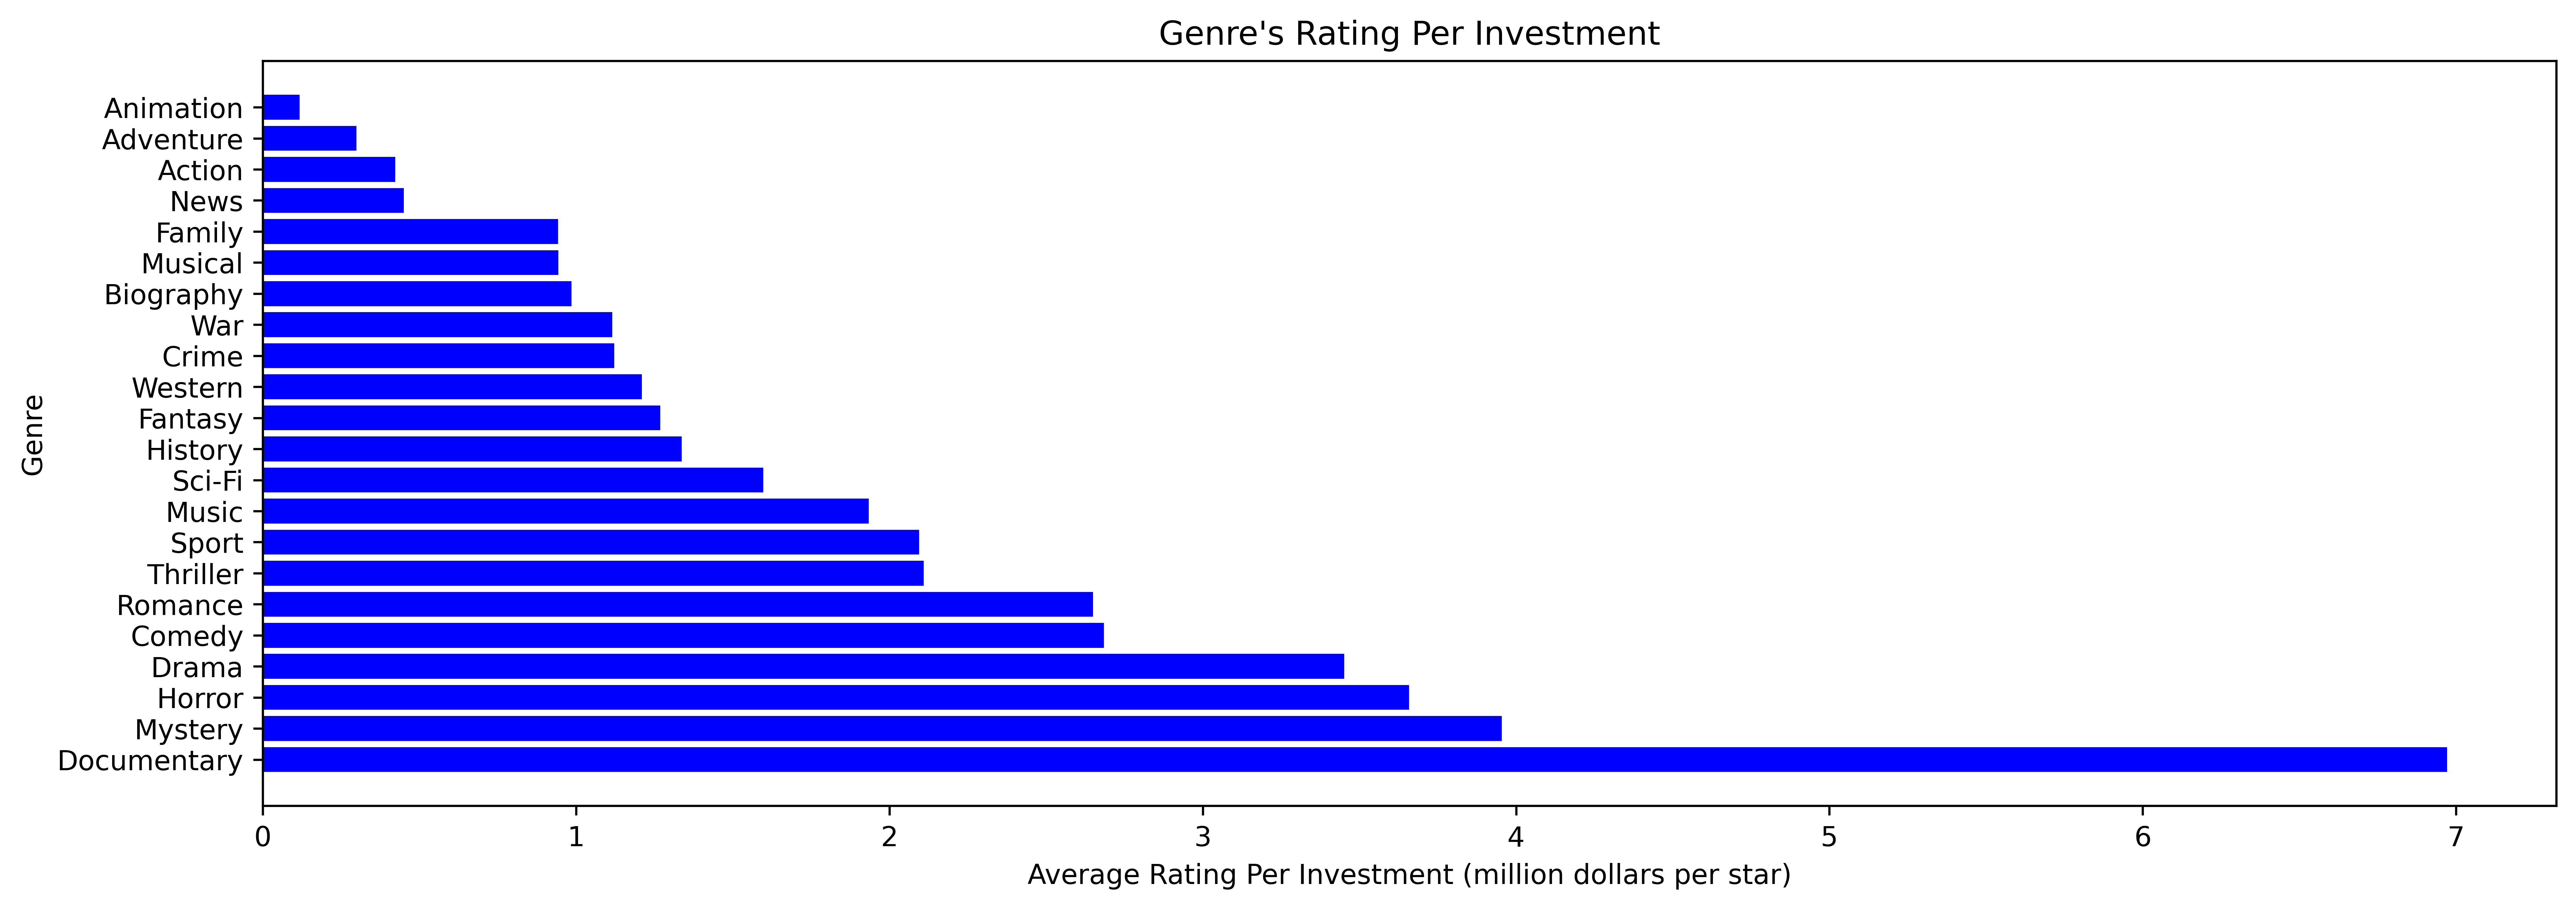 Genre's Rating Per Investment
Genre
Animation
Adventure
Action
News
Family
Musical
Biography
War
Crime
Western
Fantasy
History
Sci-Fi
Music
Sport
Thriller
Romance
Comedy
Drama
Horror
Mystery
Documentary
0 1 2 3 4 5 6 7
Average Rating Per Investment (million dollars per star)